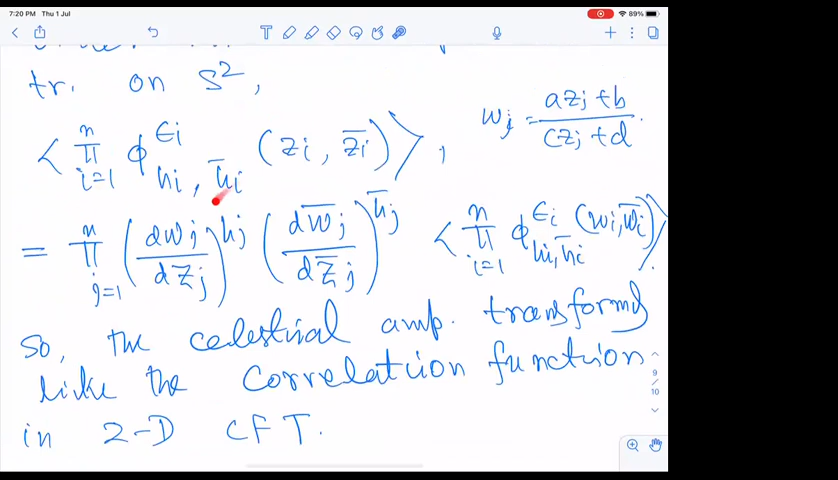 7:20 PM Thu 1 Jul
89%
tr. on S²,
⟨ ∏_{i=1}^{n} φ^{ϵi}_{hi, h̄i} (zi, z̄i) ⟩, wj = (azj + b)/(czj + d).
= ∏_{j=1}^{n} (dwj/dzj)^{hj} (dw̄j/dz̄j)^{h̄j} ⟨ ∏_{i=1}^{n} φ^{ϵi}_{hi, h̄i} (wi, w̄i) ⟩.
So, the celestial amp. transforms
like the correlation function
in 2-D CFT.
9
/
10